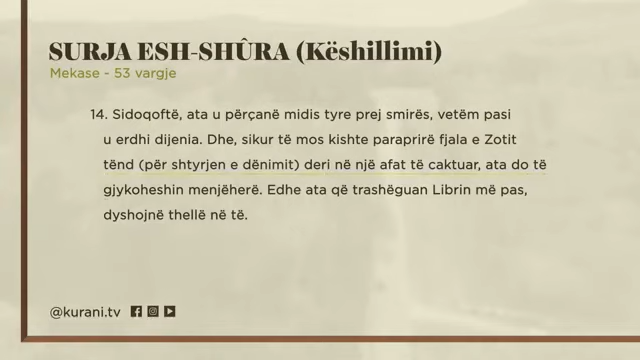 SURJA ESH-SHÛRA (Këshillimi)
Mekase - 53 vargje
14. Sidoqoftë, ata u përçanë midis tyre prej smirës, vetëm pasi
u erdhi dijenia. Dhe, sikur të mos kishte paraprirë fjala e Zotit
tënd (për shtyrjen e dënimit) deri në një afat të caktuar, ata do të
gjykoheshin menjëherë. Edhe ata që trashëguan Librin më pas,
dyshojnë thellë në të.
@kurani.tv